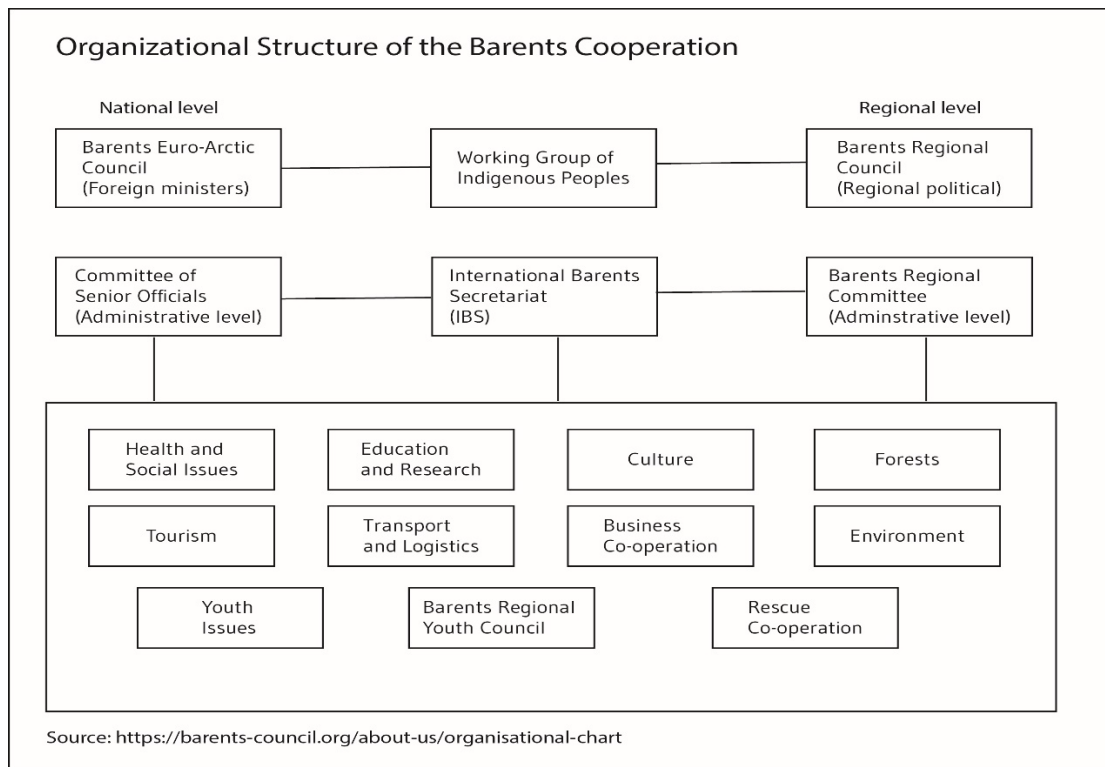 Organizational Structure of the Barents Cooperation
National level
Regional level
Barents Euro-Arctic
Council
(Foreign ministers)
Working Group of
Indigenous Peoples
Barents Regional
Council
(Regional political)
Committee of
Senior Officials
(Administrative level)
International Barents
Secretariat
(IBS)
Barents Regional
Committee
(Adminstrative level)
Health and
Social Issues
Education
and Research
Culture
Forests
Tourism
Transport
and Logistics
Business
Co-operation
Environment
Youth
Issues
Barents Regional
Youth Council
Rescue
Co-operation
Source: https://barents-council.org/about-us/organisational-chart